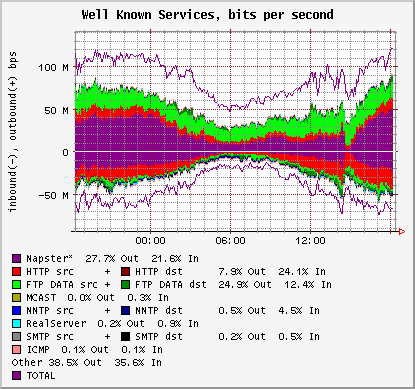 Well Known Services, bits per second
inbound(-), outbound(+) bps
100 M
50 M
0
-50 M
00:00 06:00 12:00
Napster* 27.7% Out 21.6% In
HTTP src + HTTP dst 7.9% Out 24.1% In
FTP DATA src + FTP DATA dst 24.9% Out 12.4% In
MCAST 0.0% Out 0.3% In
NNTP src + NNTP dst 0.5% Out 4.5% In
RealServer 0.2% Out 0.9% In
SMTP src + SMTP dst 0.2% Out 0.5% In
ICMP 0.1% Out 0.1% In
Other 38.5% Out 35.6% In
TOTAL